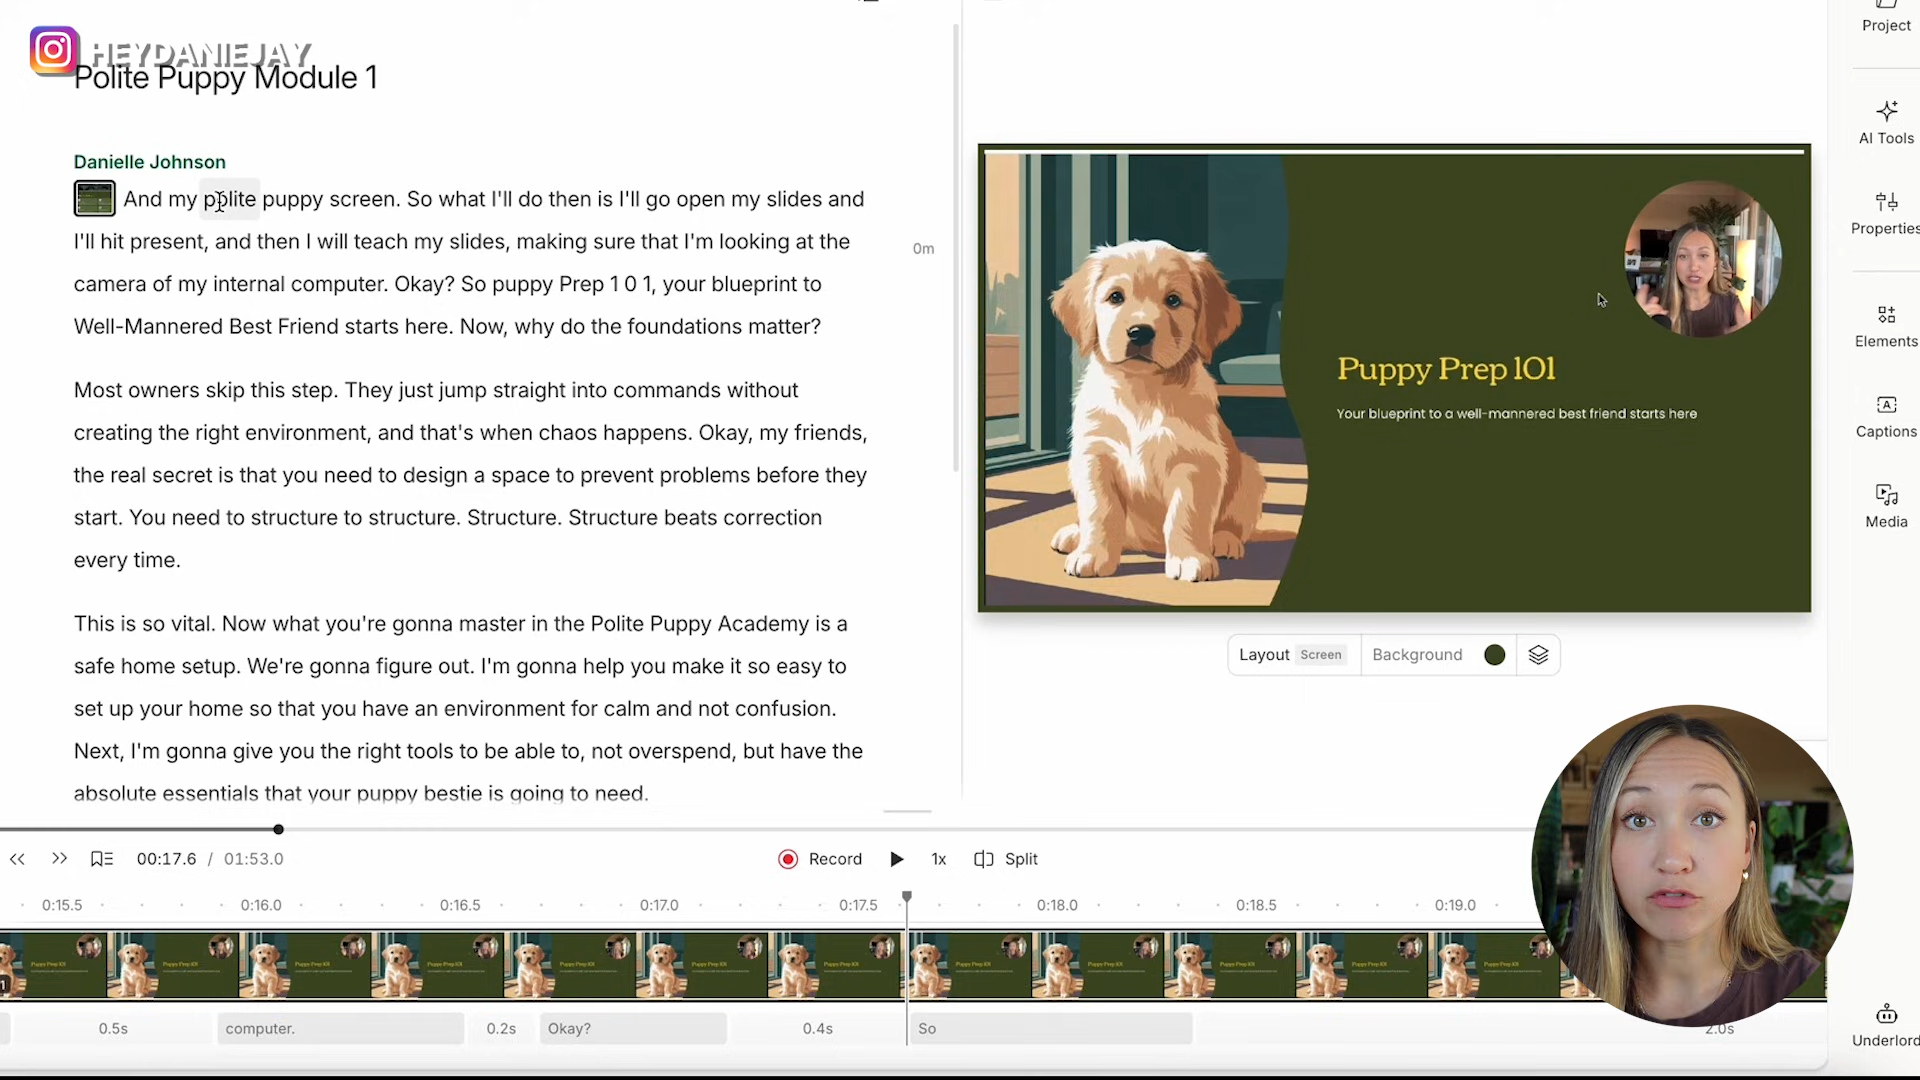 HEYDANIEJAY
Polite Puppy Module 1
Danielle Johnson
And my polite puppy screen. So what I'll do then is I'll go open my slides and
I'll hit present, and then I will teach my slides, making sure that I'm looking at the
camera of my internal computer. Okay? So puppy Prep 1 0 1, your blueprint to
Well-Mannered Best Friend starts here. Now, why do the foundations matter?
Most owners skip this step. They just jump straight into commands without
creating the right environment, and that's when chaos happens. Okay, my friends,
the real secret is that you need to design a space to prevent problems before they
start. You need to structure to structure. Structure. Structure beats correction
every time.
This is so vital. Now what you're gonna master in the Polite Puppy Academy is a
safe home setup. We're gonna figure out. I'm gonna help you make it so easy to
set up your home so that you have an environment for calm and not confusion.
Next, I'm gonna give you the right tools to be able to, not overspend, but have the
absolute essentials that your puppy bestie is going to need.
0m
Puppy Prep 101
Your blueprint to a well-mannered best friend starts here
Layout Screen Background
Project
AI Tools
Properties
Elements
Captions
Media
Underlord
00:17.6 / 01:53.0
Record 1x Split
0:15.5 0:16.0 0:16.5 0:17.0 0:17.5 0:18.0 0:18.5 0:19.0
0.5s computer. 0.2s Okay? 0.4s So 2.0s